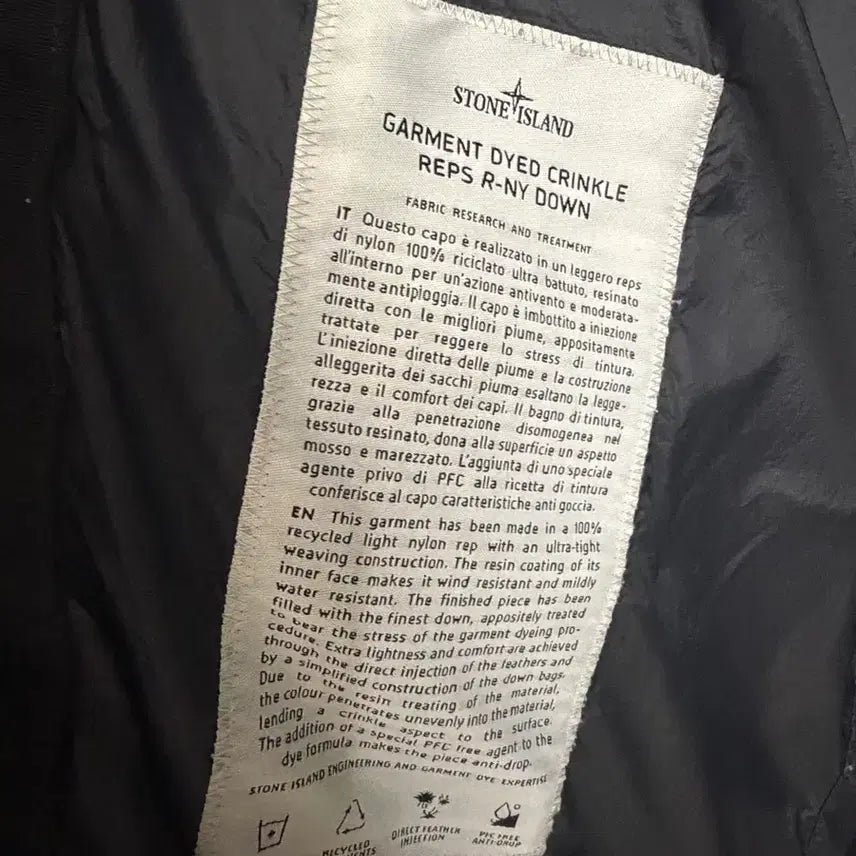 STONE ISLAND
GARMENT DYED CRINKLE
REPS R-NY DOWN
FABRIC RESEARCH AND TREATMENT
IT Questo capo è realizzato in un leggero reps
di nylon 100% riciclato ultra battuto, resinato
all'interno per un'azione antivento e moderata-
mente antipioggia. Il capo è imbottito a iniezione
diretta con le migliori piume, appositamente
trattate per reggere lo stress di tintura.
L'iniezione diretta delle piume e la costruzione
alleggerita dei sacchi piuma esaltano la legge-
rezza e il comfort dei capi. Il bagno di tintura,
grazie alla penetrazione disomogenea nel
tessuto resinato, dona alla superficie un aspetto
mosso e marezzato. L'aggiunta di uno speciale
agente privo di PFC alla ricetta di tintura
conferisce al capo caratteristiche anti goccia.
EN This garment has been made in a 100%
recycled light nylon rep with an ultra-tight
weaving construction. The resin coating of its
inner face makes it wind resistant and mildly
water resistant. The finished piece has been
filled with the finest down, appositely treated
to bear the stress of the garment dyeing pro-
cedure. Extra lightness and comfort are achieved
through the direct injection of the feathers and
by a simplified construction of the down bags.
Due to the resin treating of the material,
the colour penetrates unevenly into the material,
lending a crinkle aspect to the surface.
The addition of a special PFC free agent to the
dye formula makes the piece anti-drop.
STONE ISLAND ENGINEERING AND GARMENT DYE EXPERTISE
RECYCLED
DIRECT FEATHER
INJECTION
PFC FREE
ANTI-DROP